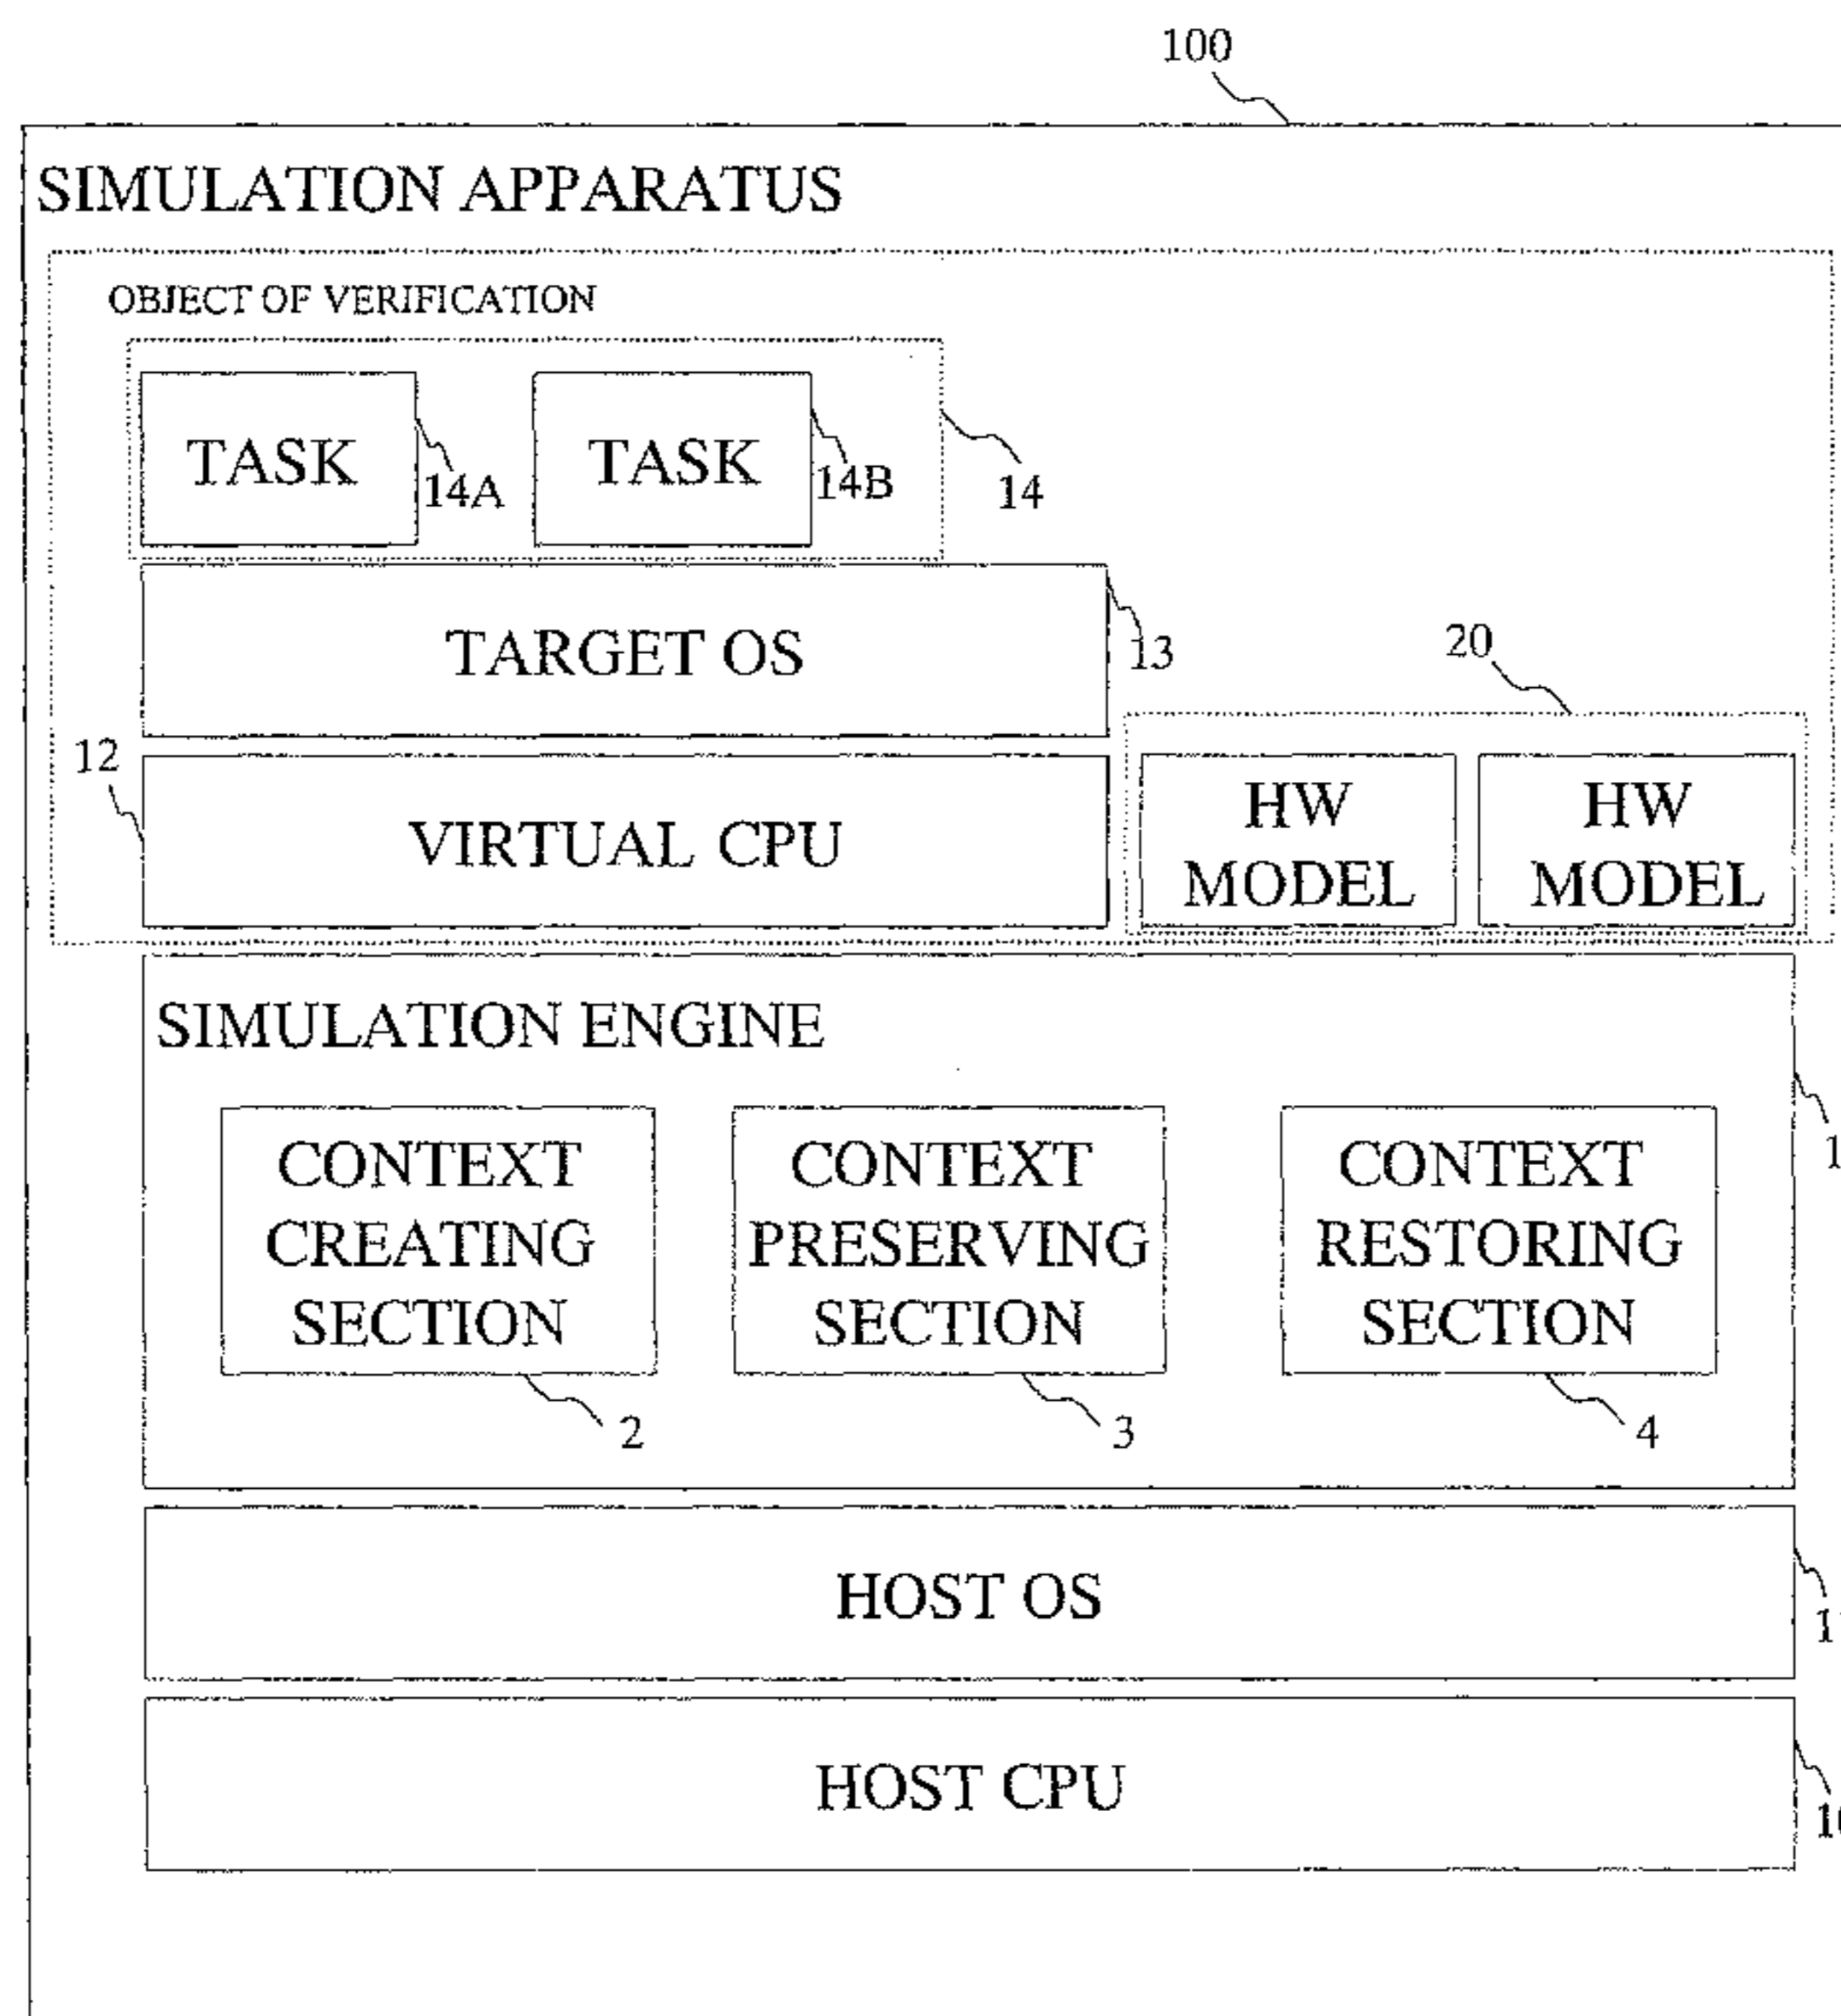 100
SIMULATION APPARATUS
OBJECT OF VERIFICATION
TASK
14A
TASK
14B
14
TARGET OS
13
20
12
VIRTUAL CPU
HW
MODEL
HW
MODEL
SIMULATION ENGINE
1
CONTEXT
CREATING
SECTION
2
CONTEXT
PRESERVING
SECTION
3
CONTEXT
RESTORING
SECTION
4
HOST OS
HOST CPU